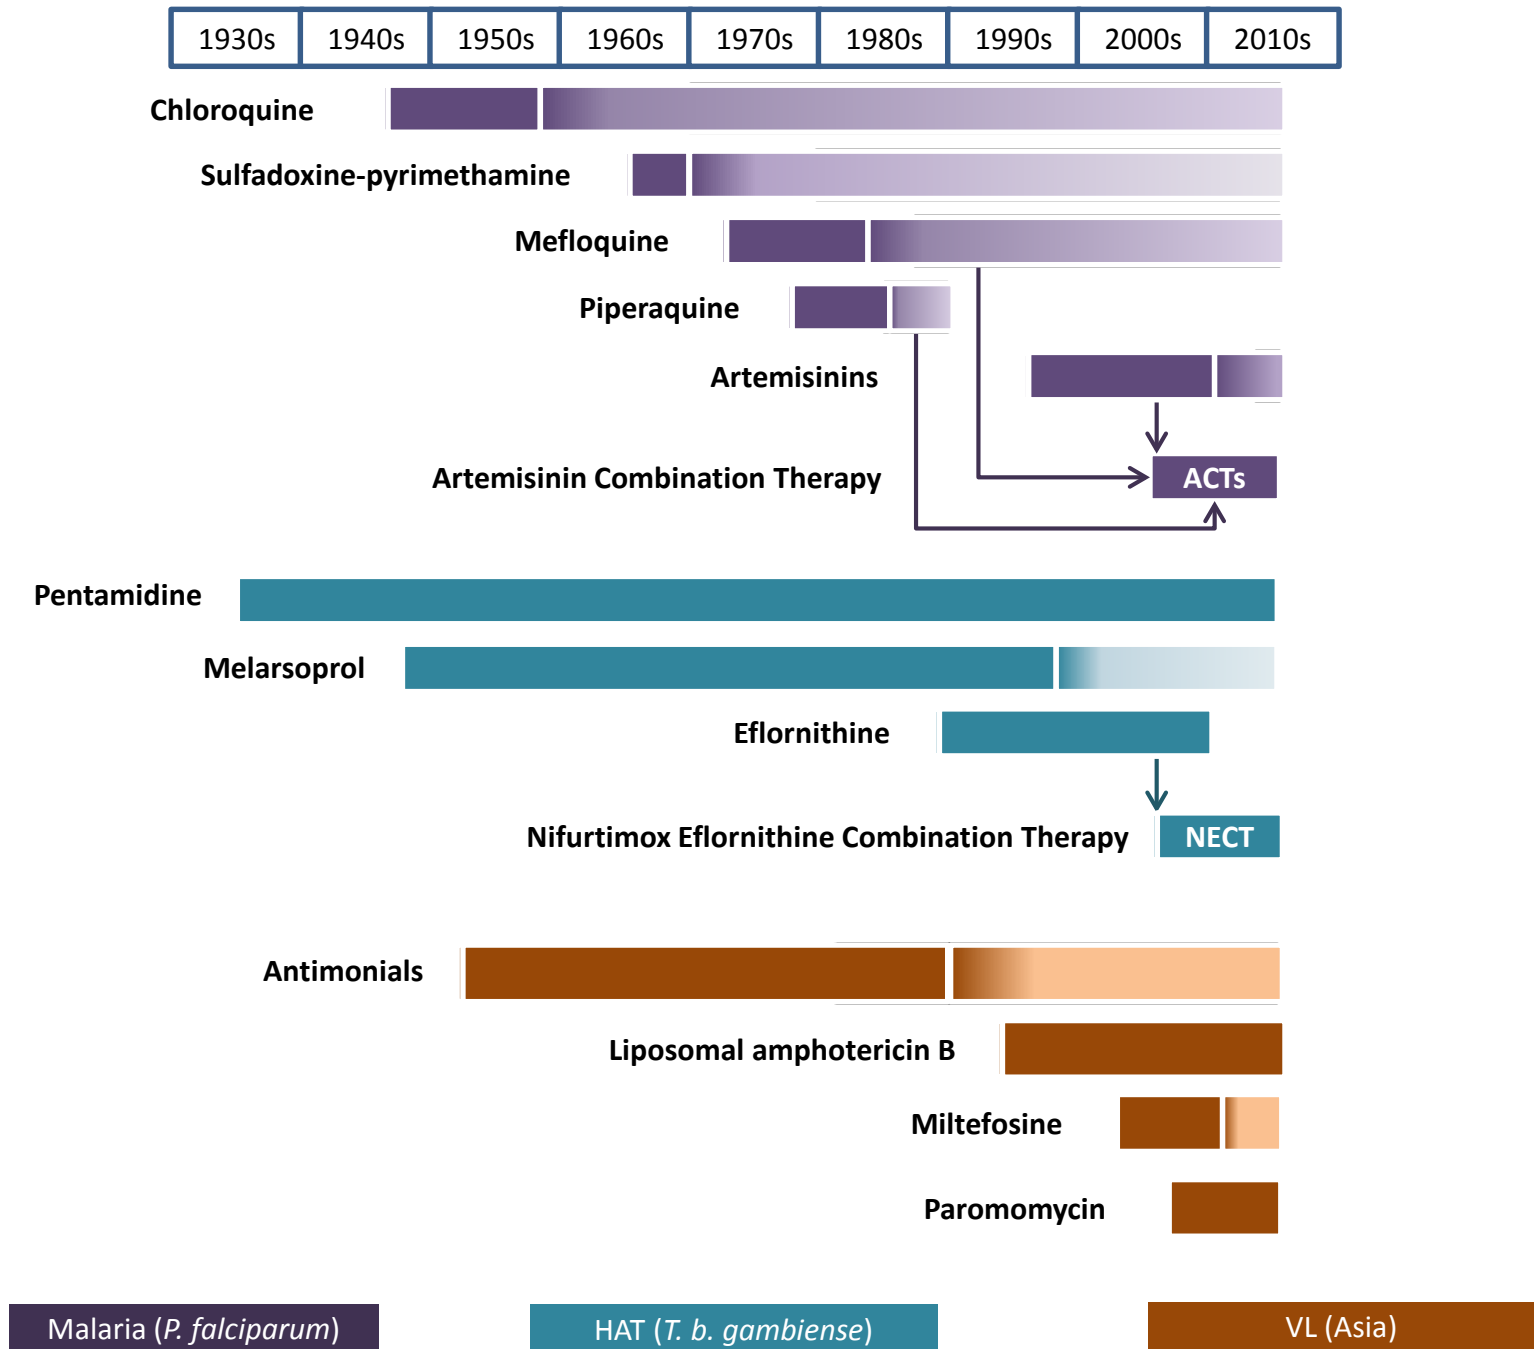 1930s 1940s 1950s 1960s 1970s 1980s 1990s 2000s 2010s
Chloroquine
Sulfadoxine-pyrimethamine
Mefloquine
Piperaquine
Artemisinins
Artemisinin Combination Therapy ACTs
Pentamidine
Melarsoprol
Eflornithine
Nifurtimox Eflornithine Combination Therapy NECT
Antimonials
Liposomal amphotericin B
Miltefosine
Paromomycin
Malaria (P. falciparum) HAT (T. b. gambiense) VL (Asia)